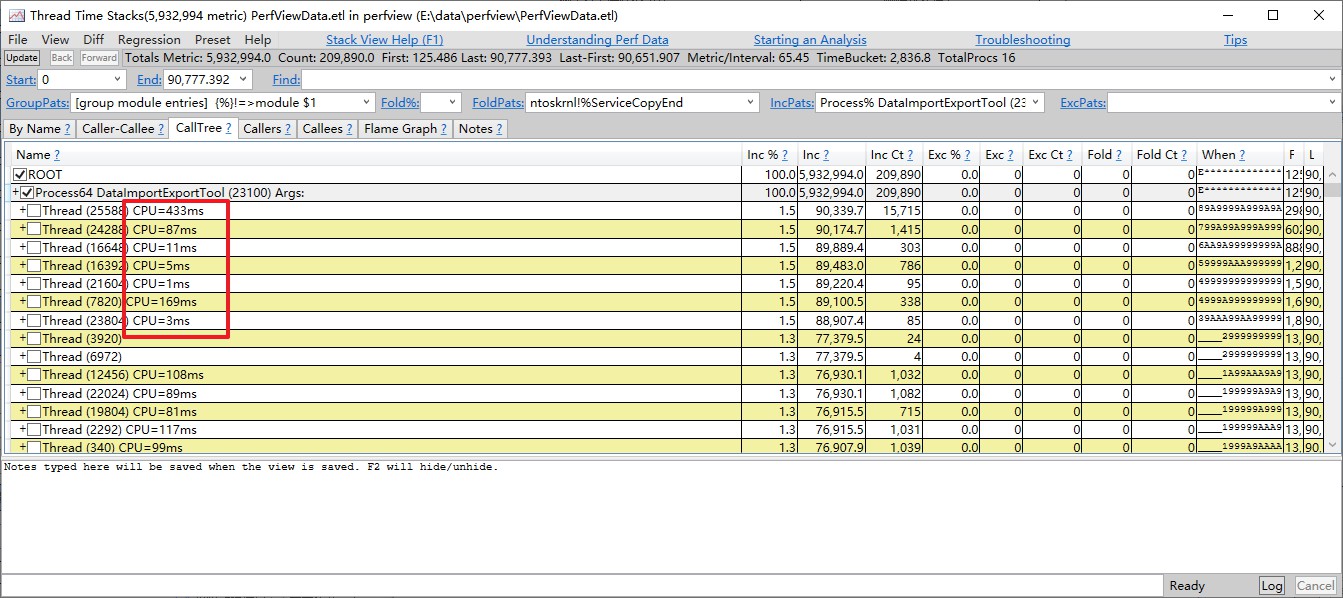 Thread Time Stacks(5,932,994 metric) PerfViewData.etl in perfview (E:\data\perfview\PerfViewData.etl)
File View Diff Regression Preset Help Stack View Help (F1) Understanding Perf Data Starting an Analysis Troubleshooting Tips
Update Back Forward Totals Metric: 5,932,994.0 Count: 209,890.0 First: 125.486 Last: 90,777.393 Last-First: 90,651.907 Metric/Interval: 65.45 TimeBucket: 2,836.8 TotalProcs 16
Start: 0 End: 90,777.392 Find:
GroupPats: [group module entries] {%}!=>module $1 Fold%: FoldPats: ntoskrnl!%ServiceCopyEnd IncPats: Process% DataImportExportTool (23 ExcPats:
By Name ? Caller-Callee ? CallTree ? Callers ? Callees ? Flame Graph ? Notes ?
Name ? Inc % ? Inc ? Inc Ct ? Exc % ? Exc ? Exc Ct ? Fold ? Fold Ct ? When ? F L
ROOT 100.0 5,932,994.0 209,890 0.0 0 0 0 0 125 90,
+ Process64 DataImportExportTool (23100) Args: 100.0 5,932,994.0 209,890 0.0 0 0 0 0 125 90,
+ Thread (25588) CPU=433ms 1.5 90,339.7 15,715 0.0 0 0 0 0 298 90,
+ Thread (24288) CPU=87ms 1.5 90,174.7 1,415 0.0 0 0 0 0 602 90,
+ Thread (16648) CPU=11ms 1.5 89,889.4 303 0.0 0 0 0 0 888 90,
+ Thread (16392) CPU=5ms 1.5 89,483.0 786 0.0 0 0 0 0 1,2 90,
+ Thread (21604) CPU=1ms 1.5 89,220.4 95 0.0 0 0 0 0 1,5 90,
+ Thread (7820) CPU=169ms 1.5 89,100.5 338 0.0 0 0 0 0 1,6 90,
+ Thread (23804) CPU=3ms 1.5 88,907.4 85 0.0 0 0 0 0 1,8 90,
+ Thread (3920) 1.3 77,379.5 24 0.0 0 0 0 0 ____2999999999 13, 90,
+ Thread (6972) 1.3 77,379.5 4 0.0 0 0 0 0 ____2999999999 13, 90,
+ Thread (12456) CPU=108ms 1.3 76,930.1 1,032 0.0 0 0 0 0 ____1A99AAA9A9 13, 90,
+ Thread (22024) CPU=89ms 1.3 76,930.1 1,082 0.0 0 0 0 0 ____199999A9A9 13, 90,
+ Thread (19804) CPU=81ms 1.3 76,915.5 715 0.0 0 0 0 0 ____1999999999 13, 90,
+ Thread (2292) CPU=117ms 1.3 76,915.5 1,031 0.0 0 0 0 0 ____199999AAA9 13, 90,
+ Thread (340) CPU=99ms 1.3 76,907.9 1,039 0.0 0 0 0 0 ____1999A9AAAA 13, 90,
Notes typed here will be saved when the view is saved. F2 will hide/unhide.
Ready Log Cancel